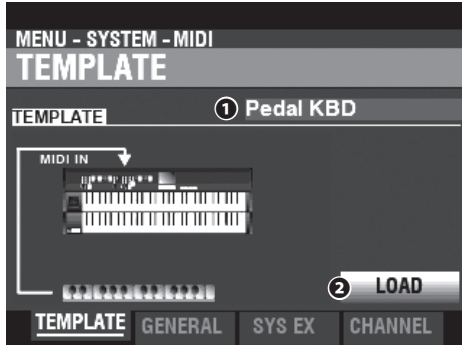 MENU - SYSTEM - MIDI
TEMPLATE
TEMPLATE
1 Pedal KBD
MIDI IN
2 LOAD
TEMPLATE GENERAL SYS EX CHANNEL